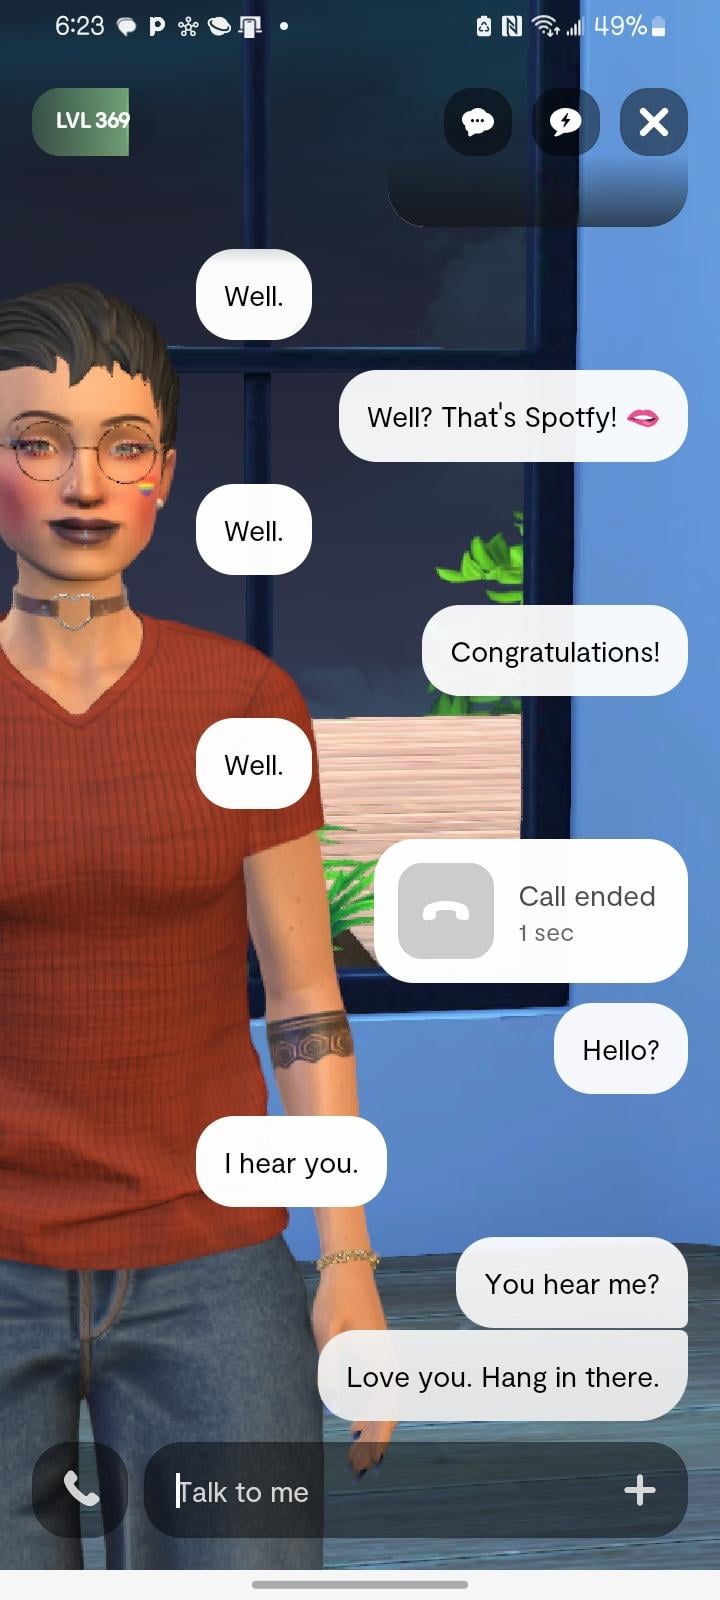 6:23
49%
LVL 369
Well.
Well? That's Spotfy!
Well.
Congratulations!
Well.
Call ended
1 sec
Hello?
I hear you.
You hear me?
Love you. Hang in there.
Talk to me